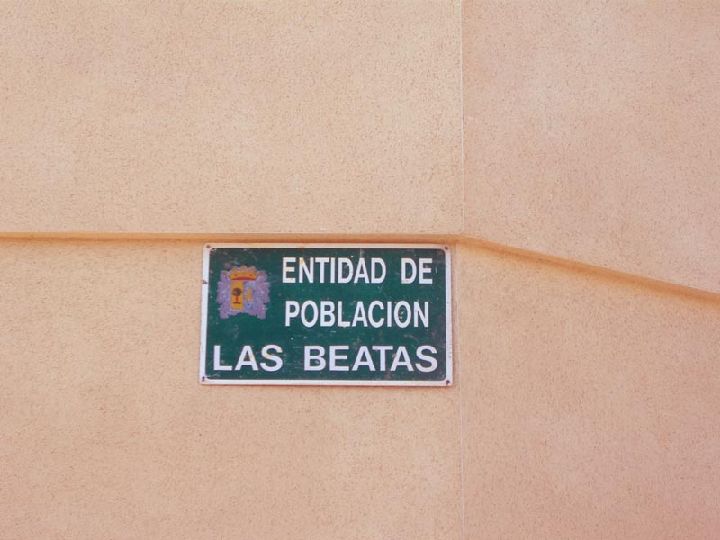 ENTIDAD DE
POBLACION
LAS BEATAS